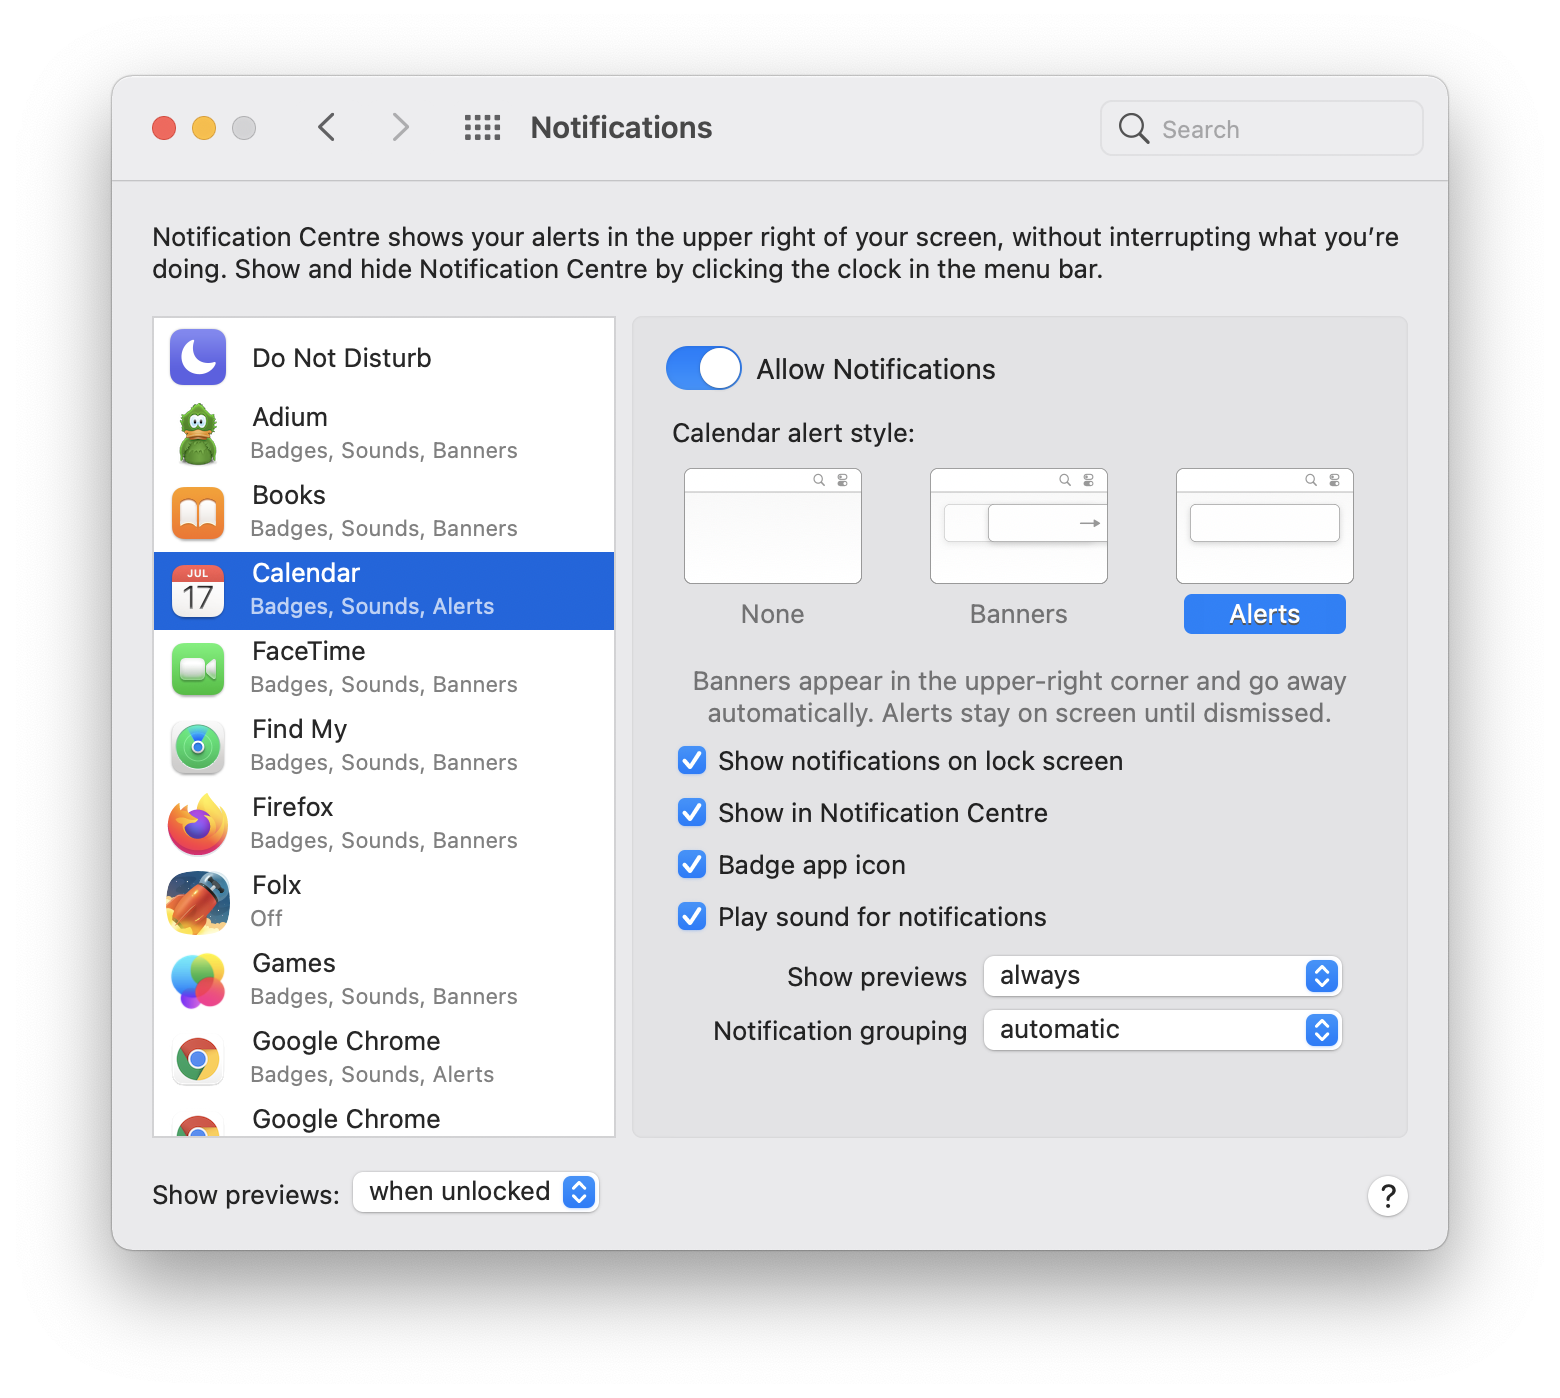 Notifications
Search
Notification Centre shows your alerts in the upper right of your screen, without interrupting what you’re
doing. Show and hide Notification Centre by clicking the clock in the menu bar.
Do Not Disturb
Adium
Badges, Sounds, Banners
Books
Badges, Sounds, Banners
JUL
17
Calendar
Badges, Sounds, Alerts
FaceTime
Badges, Sounds, Banners
Find My
Badges, Sounds, Banners
Firefox
Badges, Sounds, Banners
Folx
Off
Games
Badges, Sounds, Banners
Google Chrome
Badges, Sounds, Alerts
Google Chrome
Allow Notifications
Calendar alert style:
None
Banners
Alerts
Banners appear in the upper-right corner and go away
automatically. Alerts stay on screen until dismissed.
Show notifications on lock screen
Show in Notification Centre
Badge app icon
Play sound for notifications
Show previews always
Notification grouping automatic
Show previews: when unlocked
?